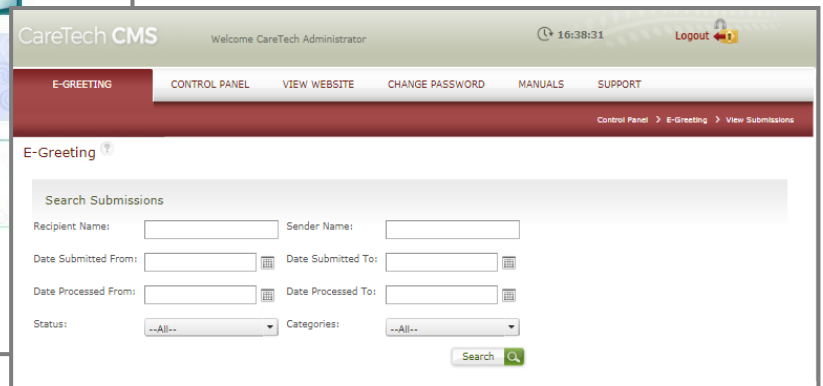 CareTech CMS Welcome CareTech Administrator 16:38:31 Logout
E-GREETING CONTROL PANEL VIEW WEBSITE CHANGE PASSWORD MANUALS SUPPORT
Control Panel > E-Greeting > View Submissions
E-Greeting ?
Search Submissions
Recipient Name: Sender Name:
Date Submitted From: Date Submitted To:
Date Processed From: Date Processed To:
Status: --All-- Categories: --All--
Search